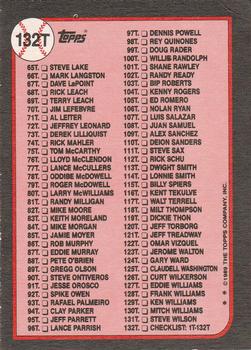 132T
TOPPS
65T. STEVE LAKE
66T. MARK LANGSTON
67T. DAVE LaPOINT
68T. RICK LEACH
69T. TERRY LEACH
70T. JIM LEFEBVRE
71T. AL LEITER
72T. JEFFREY LEONARD
73T. DEREK LILLIQUIST
74T. RICK MAHLER
75T. TOM McCARTHY
76T. LLOYD McCLENDON
77T. LANCE McCULLERS
78T. ODDIBE McDOWELL
79T. ROGER McDOWELL
80T. LARRY McWILLIAMS
81T. RANDY MILLIGAN
82T. MIKE MOORE
83T. KEITH MORELAND
84T. MIKE MORGAN
85T. JAMIE MOYER
86T. ROB MURPHY
87T. EDDIE MURRAY
88T. PETE O'BRIEN
89T. GREGG OLSON
90T. STEVE ONTIVEROS
91T. JESSE OROSCO
92T. SPIKE OWEN
93T. RAFAEL PALMEIRO
94T. CLAY PARKER
95T. JEFF PARRETT
96T. LANCE PARRISH
97T. DENNIS POWELL
98T. REY QUINONES
99T. DOUG RADER
100T. WILLIE RANDOLPH
101T. SHANE RAWLEY
102T. RANDY READY
103T. BIP ROBERTS
104T. KENNY ROGERS
105T. ED ROMERO
106T. NOLAN RYAN
107T. LUIS SALAZAR
108T. JUAN SAMUEL
109T. ALEX SANCHEZ
110T. DEION SANDERS
111T. STEVE SAX
112T. RICK SCHU
113T. DWIGHT SMITH
114T. LONNIE SMITH
115T. BILLY SPIERS
116T. KENT TEKULVE
117T. WALT TERRELL
118T. MILT THOMPSON
119T. DICKIE THON
120T. JEFF TORBORG
121T. JEFF TREADWAY
122T. OMAR VIZQUEL
123T. JEROME WALTON
124T. GARY WARD
125T. CLAUDELL WASHINGTON
126T. CURT WILKERSON
127T. EDDIE WILLIAMS
128T. FRANK WILLIAMS
129T. KEN WILLIAMS
130T. MITCH WILLIAMS
131T. STEVE WILSON
132T. CHECKLIST: 1T-132T
© 1989 THE TOPPS COMPANY, INC.